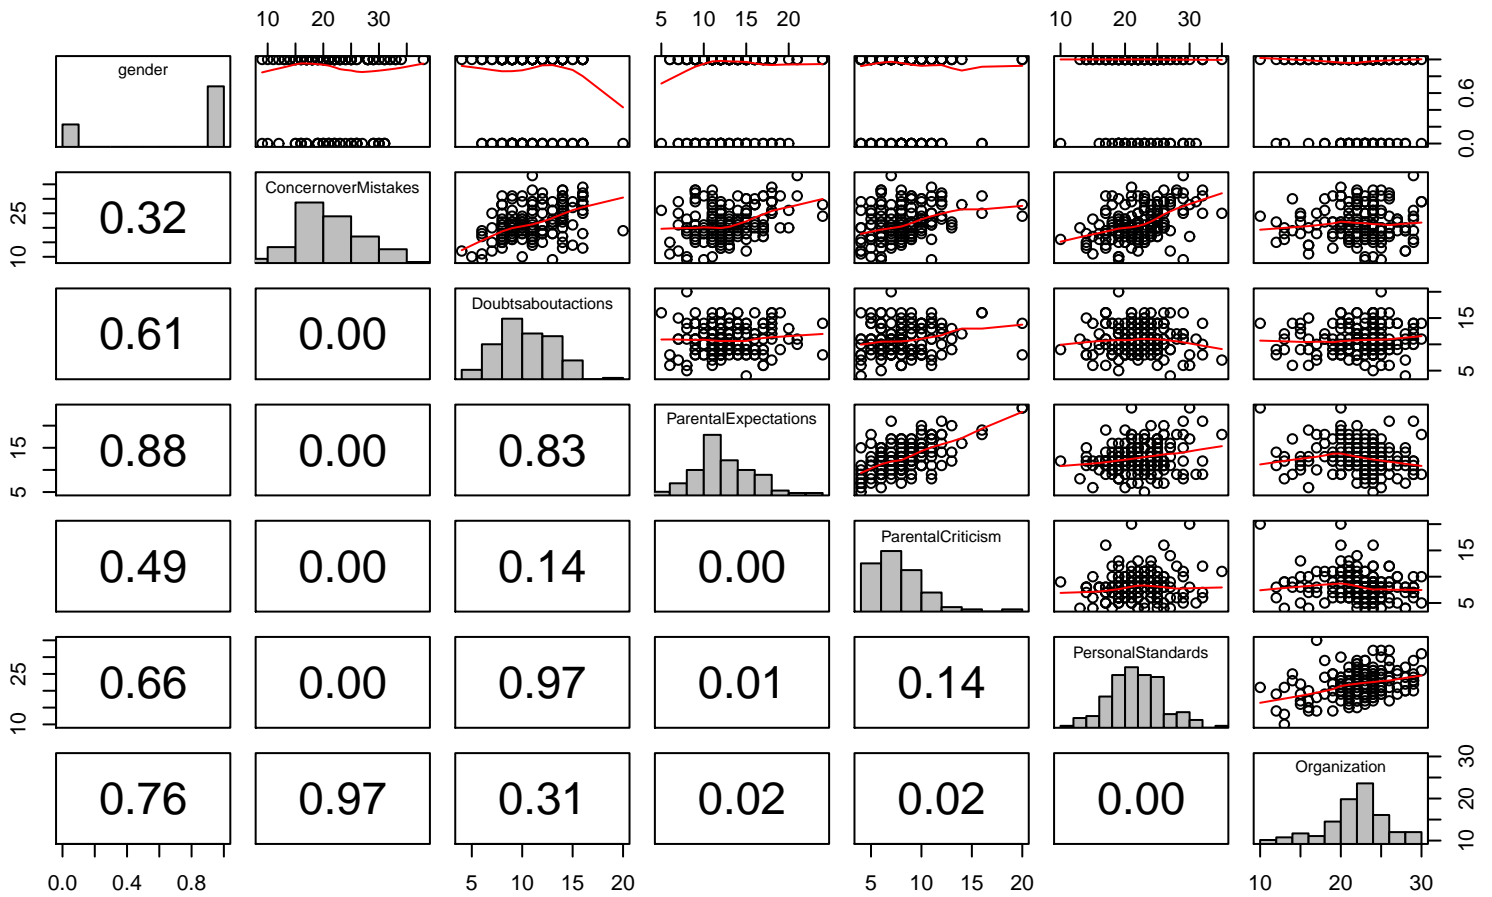 10 20 30 5 10 15 20 10 20 30
gender
0.0 0.6
0.32 ConcernoverMistakes
10 25
0.61 0.00 Doubtsaboutactions
5 15
0.88 0.00 0.83 ParentalExpectations
5 15
0.49 0.00 0.14 0.00 ParentalCriticism
5 15
0.66 0.00 0.97 0.01 0.14 PersonalStandards
10 25
0.76 0.97 0.31 0.02 0.02 0.00 Organization
10 20 30
0.0 0.4 0.8 5 10 15 20 5 10 15 20 10 20 30